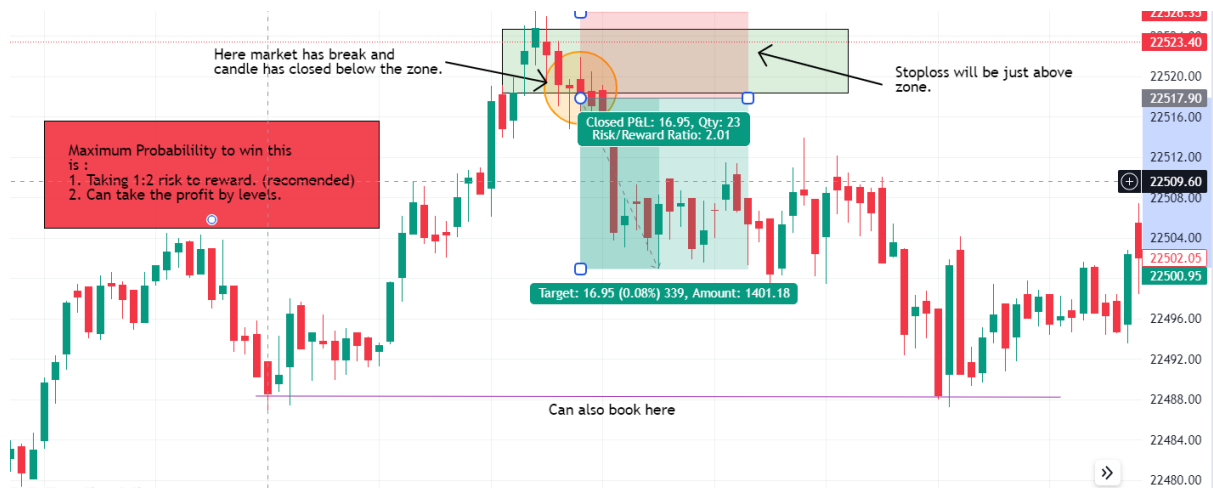 22526.35
Here market has break and
candle has closed below the zone.
22523.40
Stoploss will be just above
zone.
22520.00
22517.90
22516.00
Closed P&L: 16.95, Qty: 23
Risk/Reward Ratio: 2.01
Maximum Probabilility to win this
is :
1. Taking 1:2 risk to reward. (recomended)
2. Can take the profit by levels.
22512.00
22509.60
22508.00
22504.00
22502.05
22500.95
Target: 16.95 (0.08%) 339, Amount: 1401.18
22496.00
22492.00
22488.00
Can also book here
22484.00
22480.00